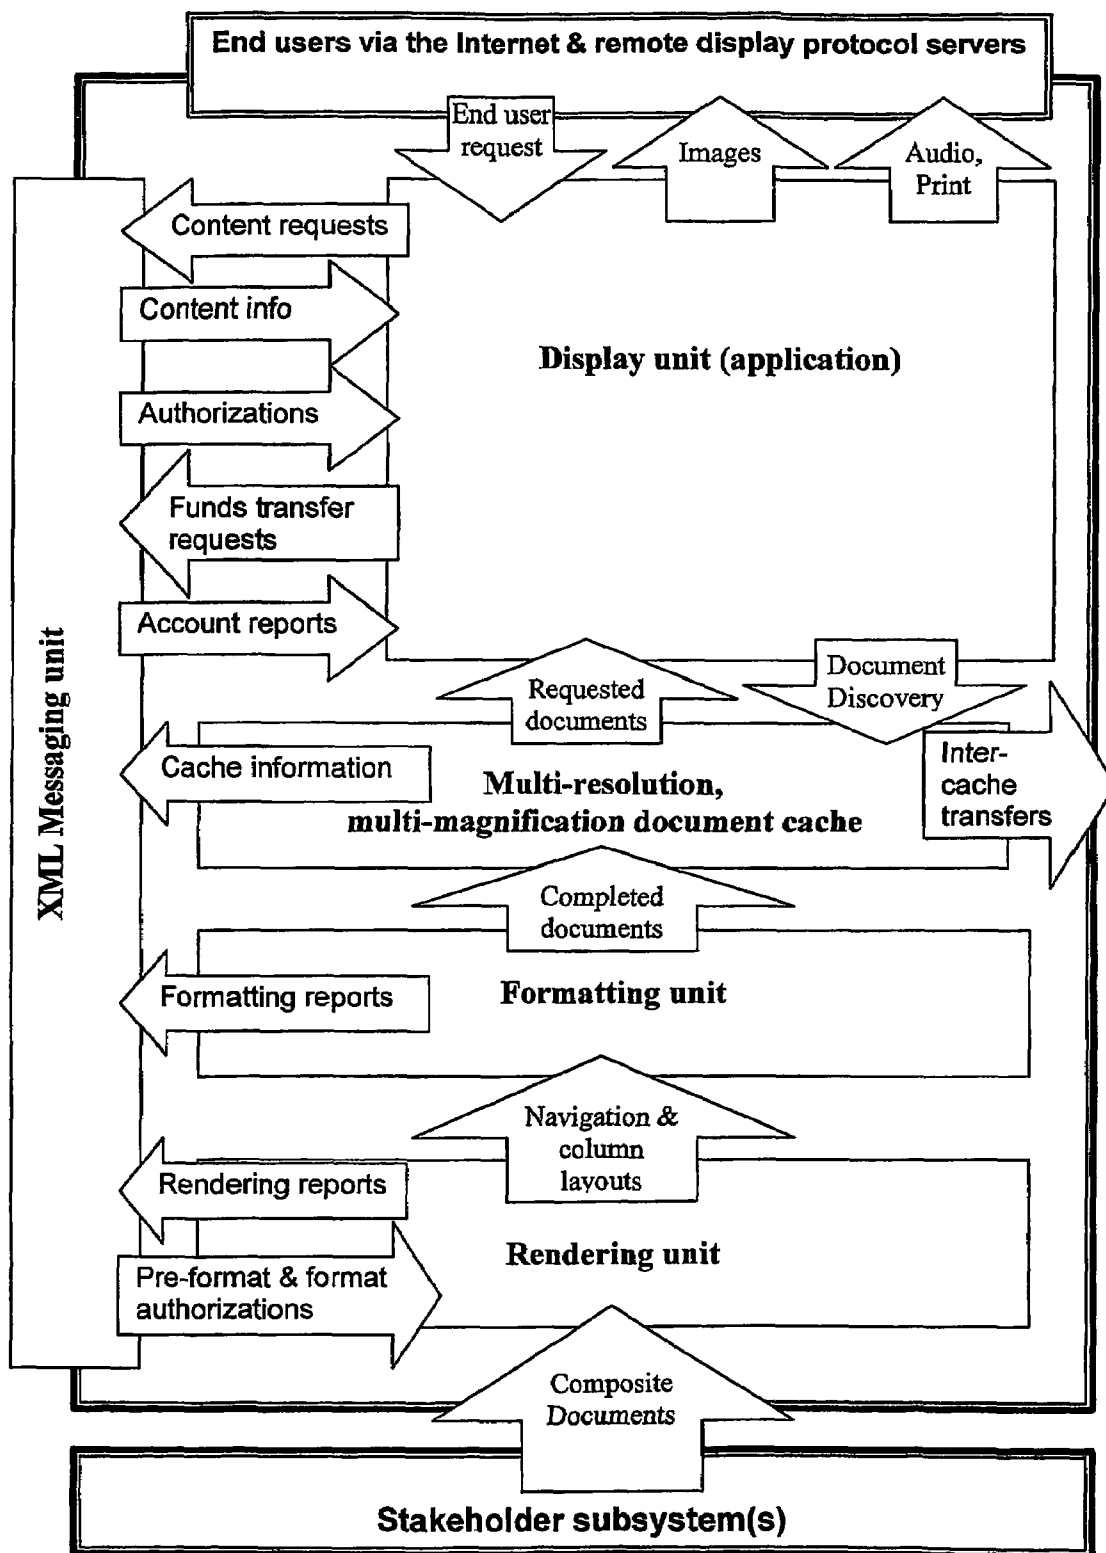 End users via the Internet & remote display protocol servers
End user
request
Images
Audio,
Print
Content requests
Content info
Display unit (application)
Authorizations
Funds transfer
requests
Account reports
XML Messaging unit
Requested
documents
Document
Discovery
Cache information
Multi-resolution,
multi-magnification document cache
Inter-
cache
transfers
Completed
documents
Formatting reports
Formatting unit
Navigation &
column
layouts
Rendering reports
Rendering unit
Pre-format & format
authorizations
Composite
Documents
Stakeholder subsystem(s)